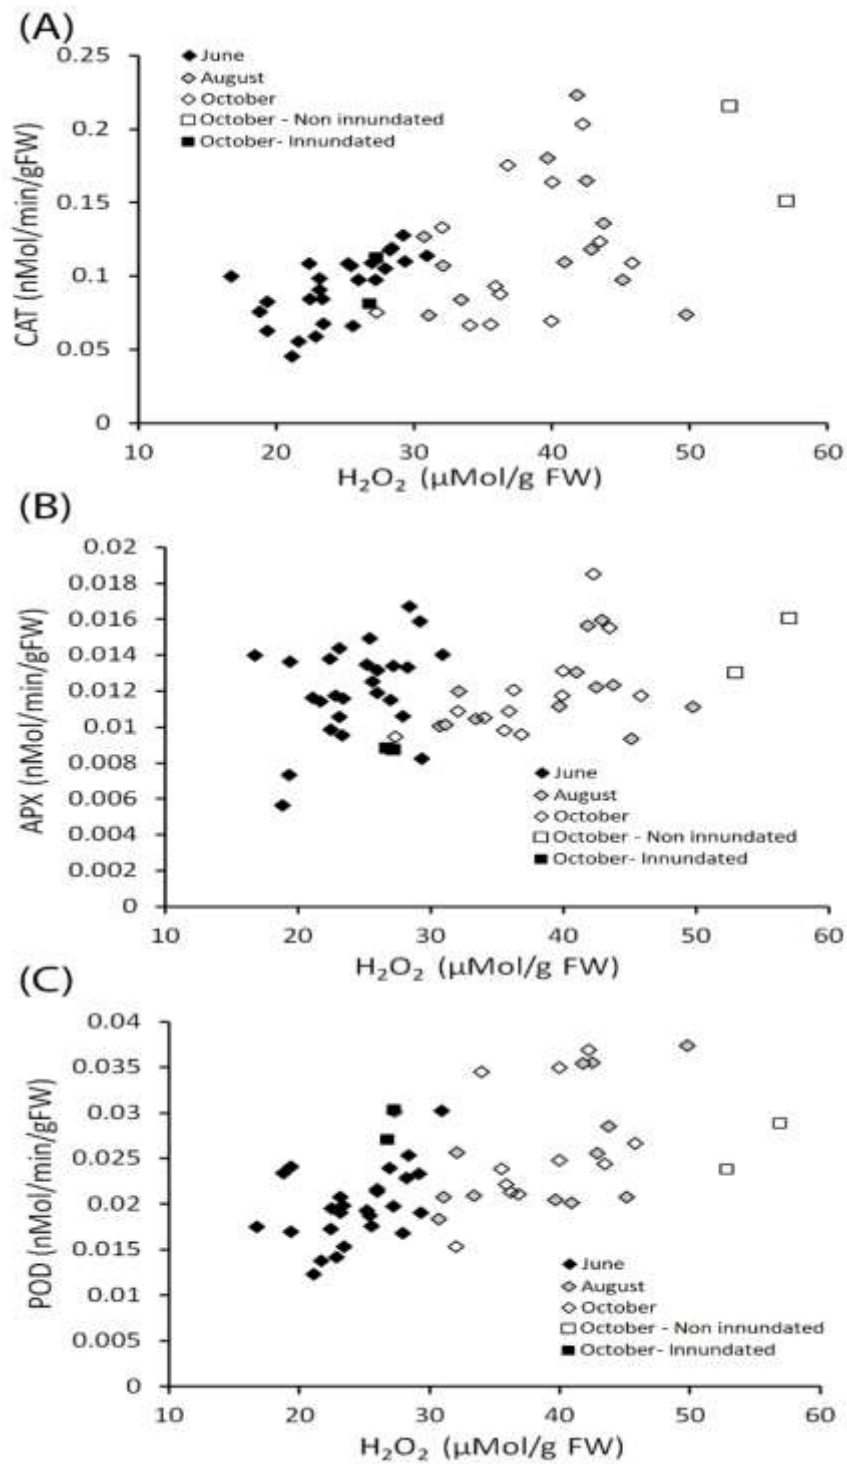 (A)
June
August
October
October - Non innundated
October- Innundated
0.25
0.2
0.15
0.1
0.05
0
CAT (nMol/min/gFW)
10 20 30 40 50 60
H₂O₂ (µMol/g FW)
(B)
0.02
0.018
0.016
0.014
0.012
0.01
0.008
0.006
0.004
0.002
0
APX (nMol/min/gFW)
June
August
October
October - Non innundated
October- Innundated
10 20 30 40 50 60
H₂O₂ (µMol/g FW)
(C)
0.04
0.035
0.03
0.025
0.02
0.015
0.01
0.005
0
POD (nMol/min/gFW)
June
August
October
October - Non innundated
October- Innundated
10 20 30 40 50 60
H₂O₂ (µMol/g FW)